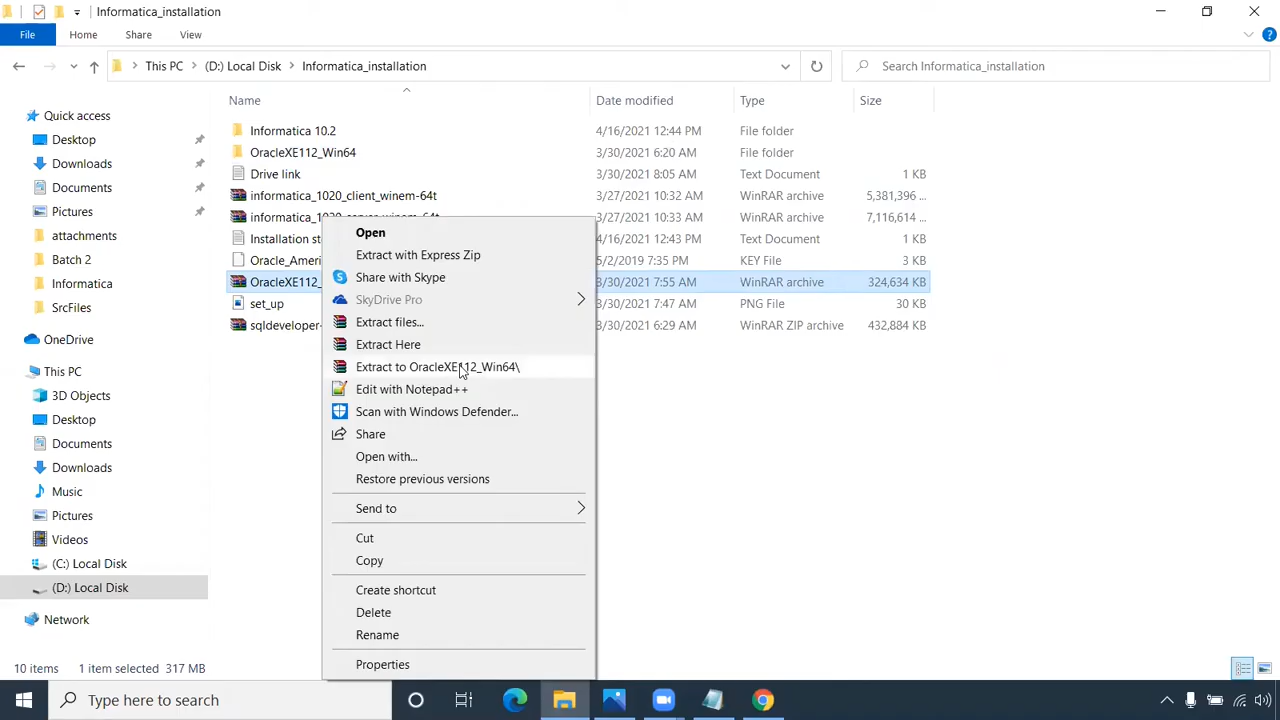 Informatica_installation
File Home Share View
This PC (D:) Local Disk Informatica_installation
Search Informatica_installation
Name Date modified Type Size
Quick access
Desktop
Downloads
Documents
Pictures
attachments
Batch 2
Informatica
SrcFiles
OneDrive
This PC
3D Objects
Desktop
Documents
Downloads
Music
Pictures
Videos
(C:) Local Disk
(D:) Local Disk
Network
Informatica 10.2 4/16/2021 12:44 PM File folder
OracleXE112_Win64 3/30/2021 6:20 AM File folder
Drive link 3/30/2021 8:05 AM Text Document 1 KB
informatica_1020_client_winem-64t 3/27/2021 10:32 AM WinRAR archive 5,381,396 ...
informatica_1020_server_winem-64t 3/27/2021 10:33 AM WinRAR archive 7,116,614 ...
Installation st 4/16/2021 12:43 PM Text Document 1 KB
Oracle_Ameri 5/2/2019 7:35 PM KEY File 3 KB
OracleXE112_ 3/30/2021 7:55 AM WinRAR archive 324,634 KB
set_up 3/30/2021 7:47 AM PNG File 30 KB
sqldeveloper- 3/30/2021 6:29 AM WinRAR ZIP archive 432,884 KB
Open
Extract with Express Zip
Share with Skype
SkyDrive Pro
Extract files...
Extract Here
Extract to OracleXE112_Win64\
Edit with Notepad++
Scan with Windows Defender...
Share
Open with...
Restore previous versions
Send to
Cut
Copy
Create shortcut
Delete
Rename
Properties
10 items 1 item selected 317 MB
Type here to search